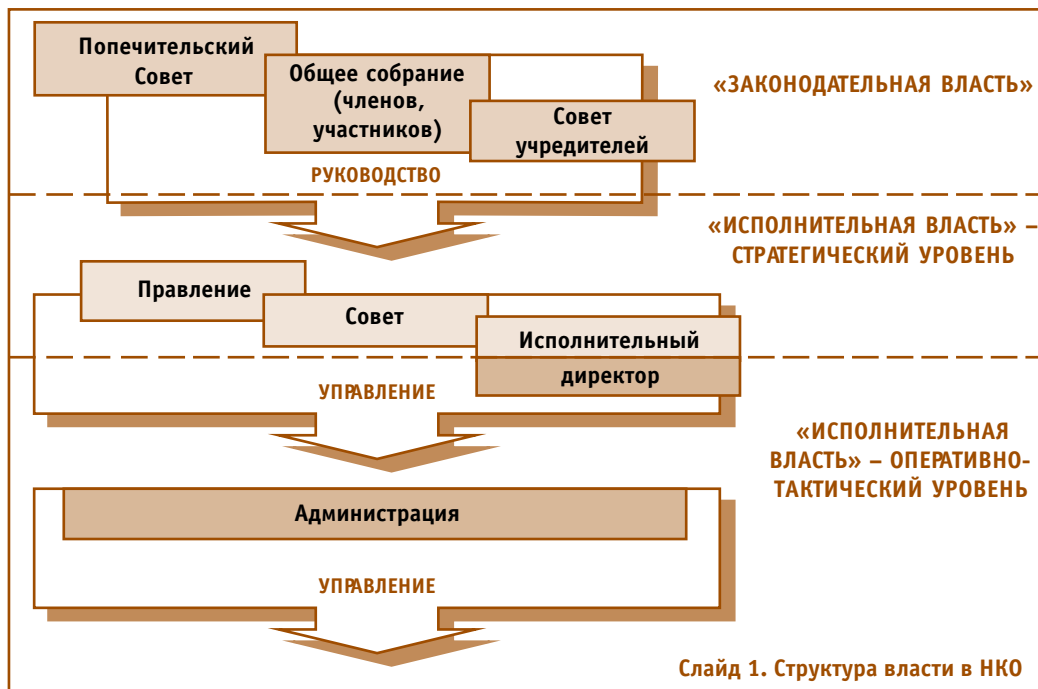 Попечительский
Совет
Общее собрание
(членов,
участников)
Совет
учредителей
«ЗАКОНОДАТЕЛЬНАЯ ВЛАСТЬ»
РУКОВОДСТВО
«ИСПОЛНИТЕЛЬНАЯ ВЛАСТЬ» –
СТРАТЕГИЧЕСКИЙ УРОВЕНЬ
Правление
Совет
Исполнительный
директор
УПРАВЛЕНИЕ
«ИСПОЛНИТЕЛЬНАЯ
ВЛАСТЬ» – ОПЕРАТИВНО-
ТАКТИЧЕСКИЙ УРОВЕНЬ
Администрация
УПРАВЛЕНИЕ
Слайд 1. Структура власти в НКО